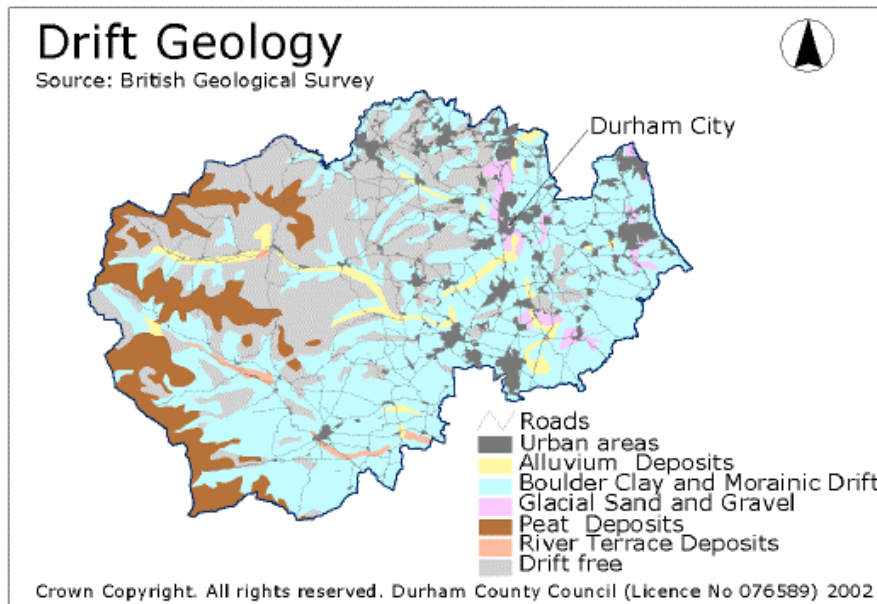 Drift Geology
Source: British Geological Survey
Durham City
Roads
Urban areas
Alluvium Deposits
Boulder Clay and Morainic Drift
Glacial Sand and Gravel
Peat Deposits
River Terrace Deposits
Drift free
Crown Copyright. All rights reserved. Durham County Council (Licence No 076589) 2002